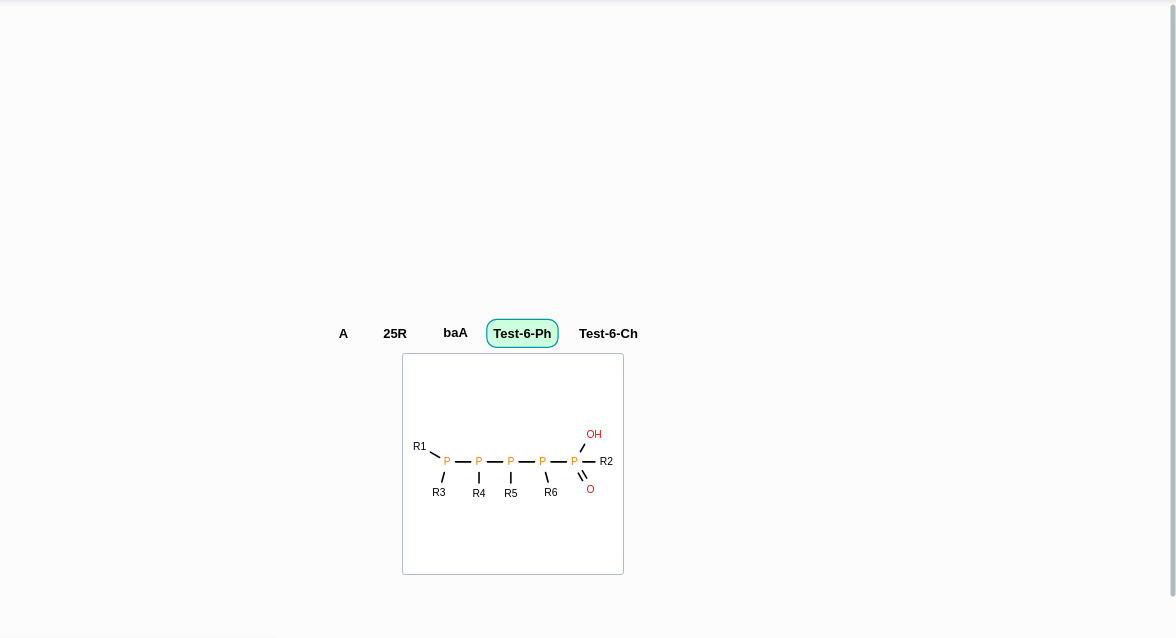 A 25R baA Test-6-Ph Test-6-Ch
OH
R1
P P P P P R2
R3 R4 R5 R6 O